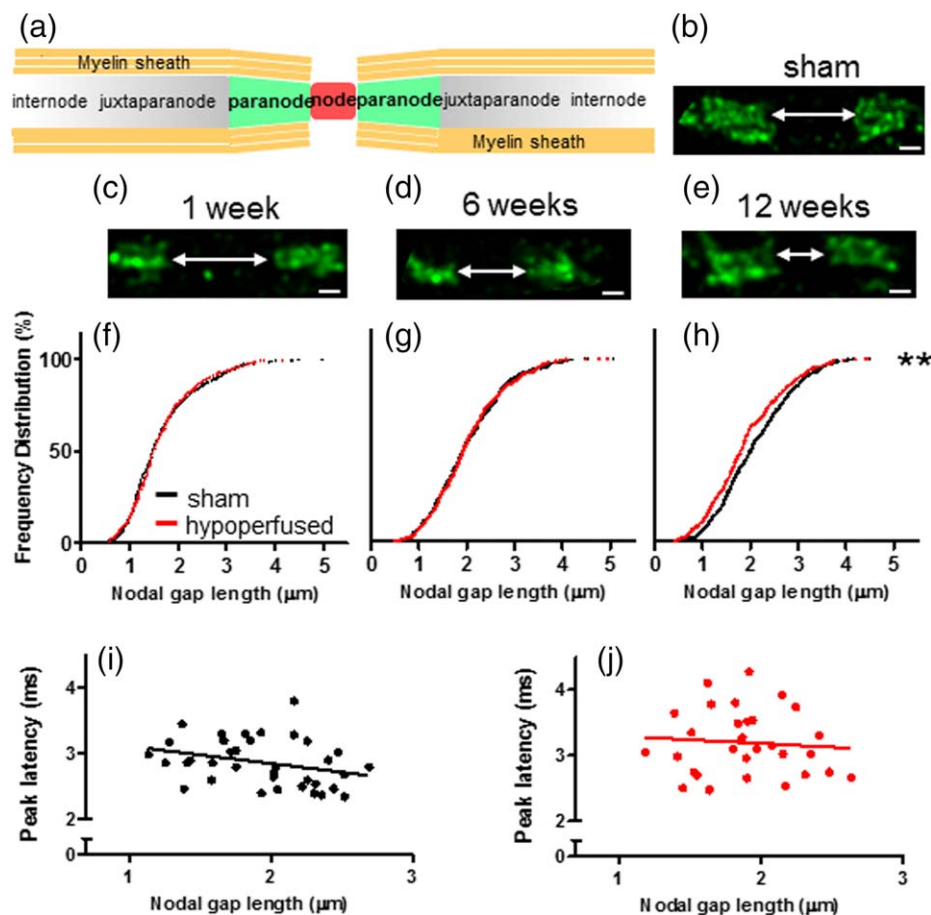 (a)
Myelin sheath
internode juxtaparanode paranode node paranode juxtaparanode internode
Myelin sheath
(b)
sham
(c)
1 week
(d)
6 weeks
(e)
12 weeks
Frequency Distribution (%)
(f)
100
50
0
sham
hypoperfused
0 1 2 3 4 5
Nodal gap length (μm)
(g)
0 1 2 3 4 5
Nodal gap length (μm)
(h)
**
0 1 2 3 4 5
Nodal gap length (μm)
(i)
Peak latency (ms)
4
3
2
0
1 2 3
Nodal gap length (μm)
(j)
Peak latency (ms)
4
3
2
0
1 2 3
Nodal gap length (μm)